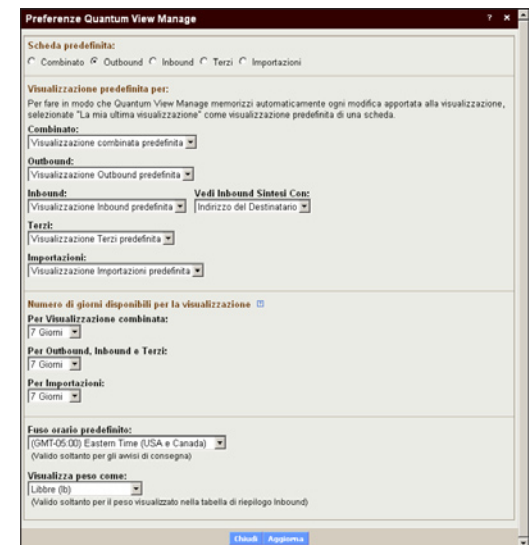 Preferenze Quantum View Manage ? ×
Scheda predefinita:
Combinato Outbound Inbound Terzi Importazioni
Visualizzazione predefinita per:
Per fare in modo che Quantum View Manage memorizzi automaticamente ogni modifica apportata alla visualizzazione,
selezionate "La mia ultima visualizzazione" come visualizzazione predefinita di una scheda.
Combinato:
Visualizzazione combinata predefinita
Outbound:
Visualizzazione Outbound predefinita
Inbound: Vedi Inbound Sintesi Con:
Visualizzazione Inbound predefinita Indirizzo del Destinatario
Terzi:
Visualizzazione Terzi predefinita
Importazioni:
Visualizzazione Importazioni predefinita
Numero di giorni disponibili per la visualizzazione ?
Per Visualizzazione combinata:
7 Giorni
Per Outbound, Inbound e Terzi:
7 Giorni
Per Importazioni:
7 Giorni
Fuso orario predefinito:
(GMT-05:00) Eastern Time (USA e Canada)
(Valido soltanto per gli avvisi di consegna)
Visualizza peso come:
Libbre (lb)
(Valido soltanto per il peso visualizzato nella tabella di riepilogo Inbound)
Chiudi Aggiorna